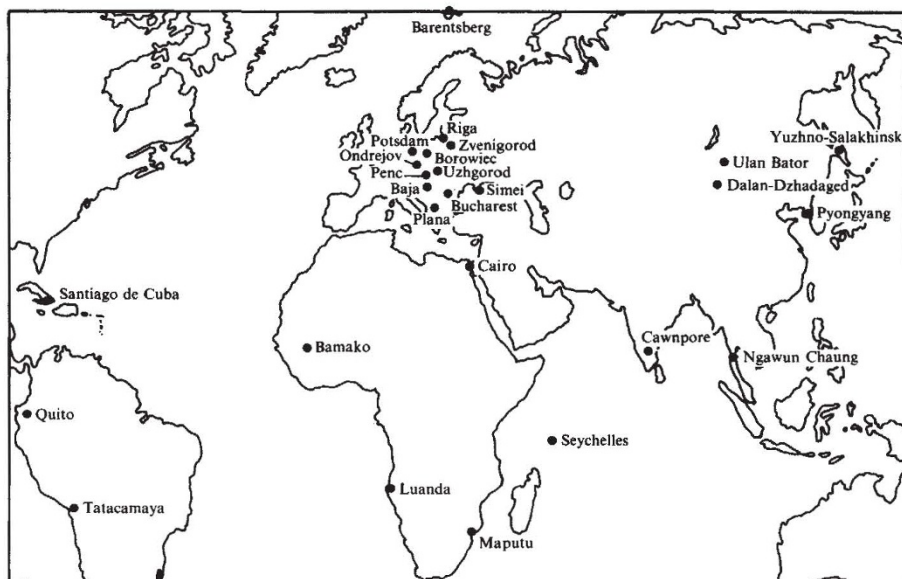 Barentsberg
Riga
Potsdam
Zvenigorod
Ondrejov
Borowiec
Uzhgorod
Penc
Baja
Simei
Bucharest
Plana
Yuzhno-Salakhinsk
Ulan Bator
Dalan-Dzhadaged
Pyongyang
Cairo
Santiago de Cuba
Bamako
Cawnpore
Ngawun Chaung
Quito
Seychelles
Luanda
Tatacamaya
Maputu